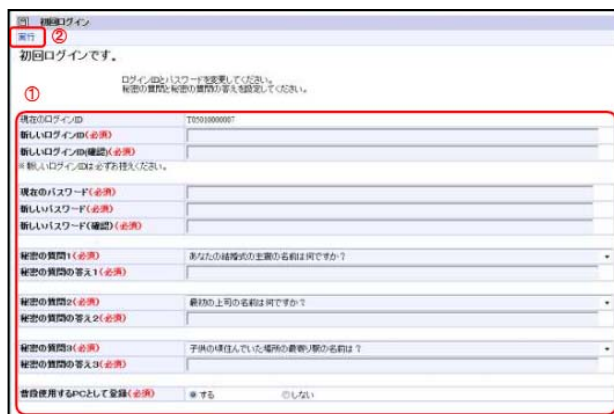 初回ログイン
実行 ②
初回ログインです。
ログインIDとパスワードを変更してください。
秘密の質問と秘密の質問の答えを設定してください。
①
現在のログインID T05010000007
新しいログインID(必須)
新しいログインID(確認)(必須)
※新しいログインIDは必ずお控えください。
現在のパスワード(必須)
新しいパスワード(必須)
新しいパスワード(確認)(必須)
秘密の質問1(必須) あなたの結婚式の主賓の名前は何ですか?
秘密の質問の答え1(必須)
秘密の質問2(必須) 最初の上司の名前は何ですか?
秘密の質問の答え2(必須)
秘密の質問3(必須) 子供の頃住んでいた場所の最寄り駅の名前は?
秘密の質問の答え3(必須)
普段使用するPCとして登録(必須) する しない